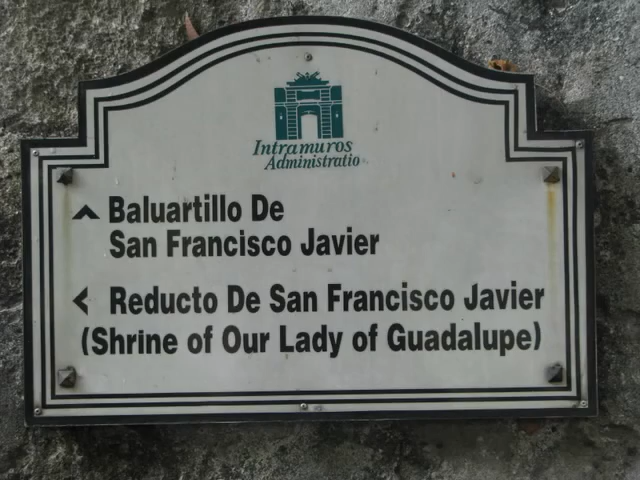 Intramuros
Administratio
Baluartillo De
San Francisco Javier
Reducto De San Francisco Javier
(Shrine of Our Lady of Guadalupe)